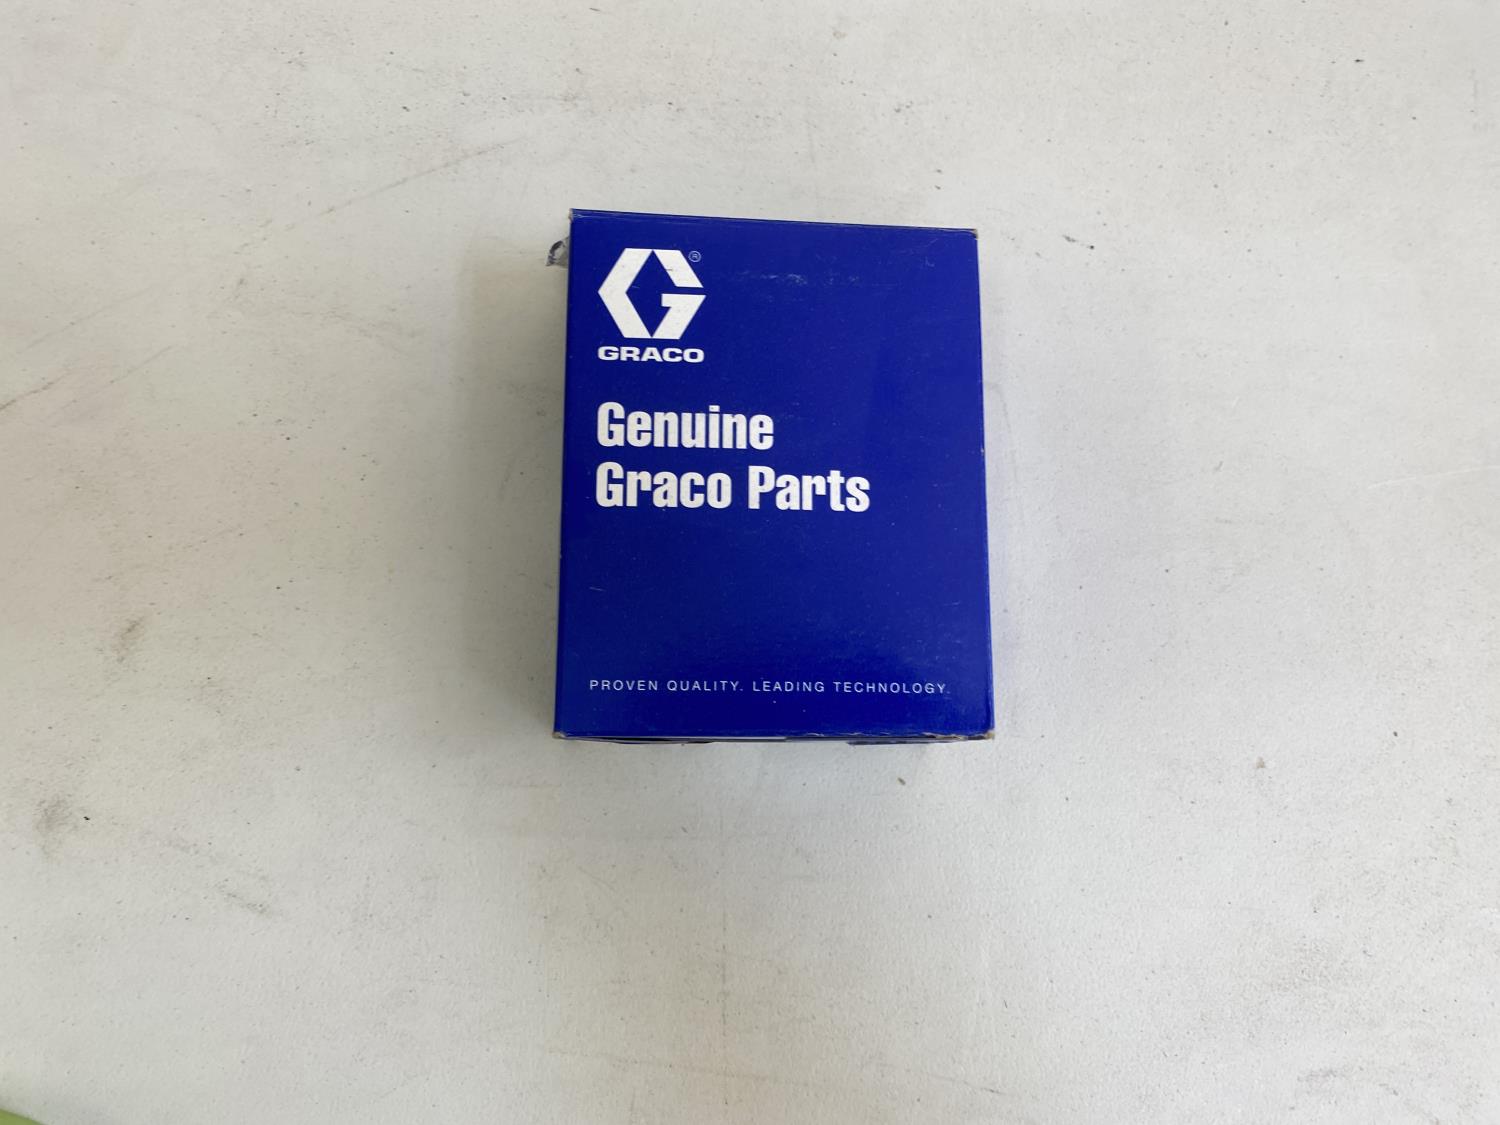 ®
GRACO
Genuine
Graco Parts
PROVEN QUALITY. LEADING TECHNOLOGY.